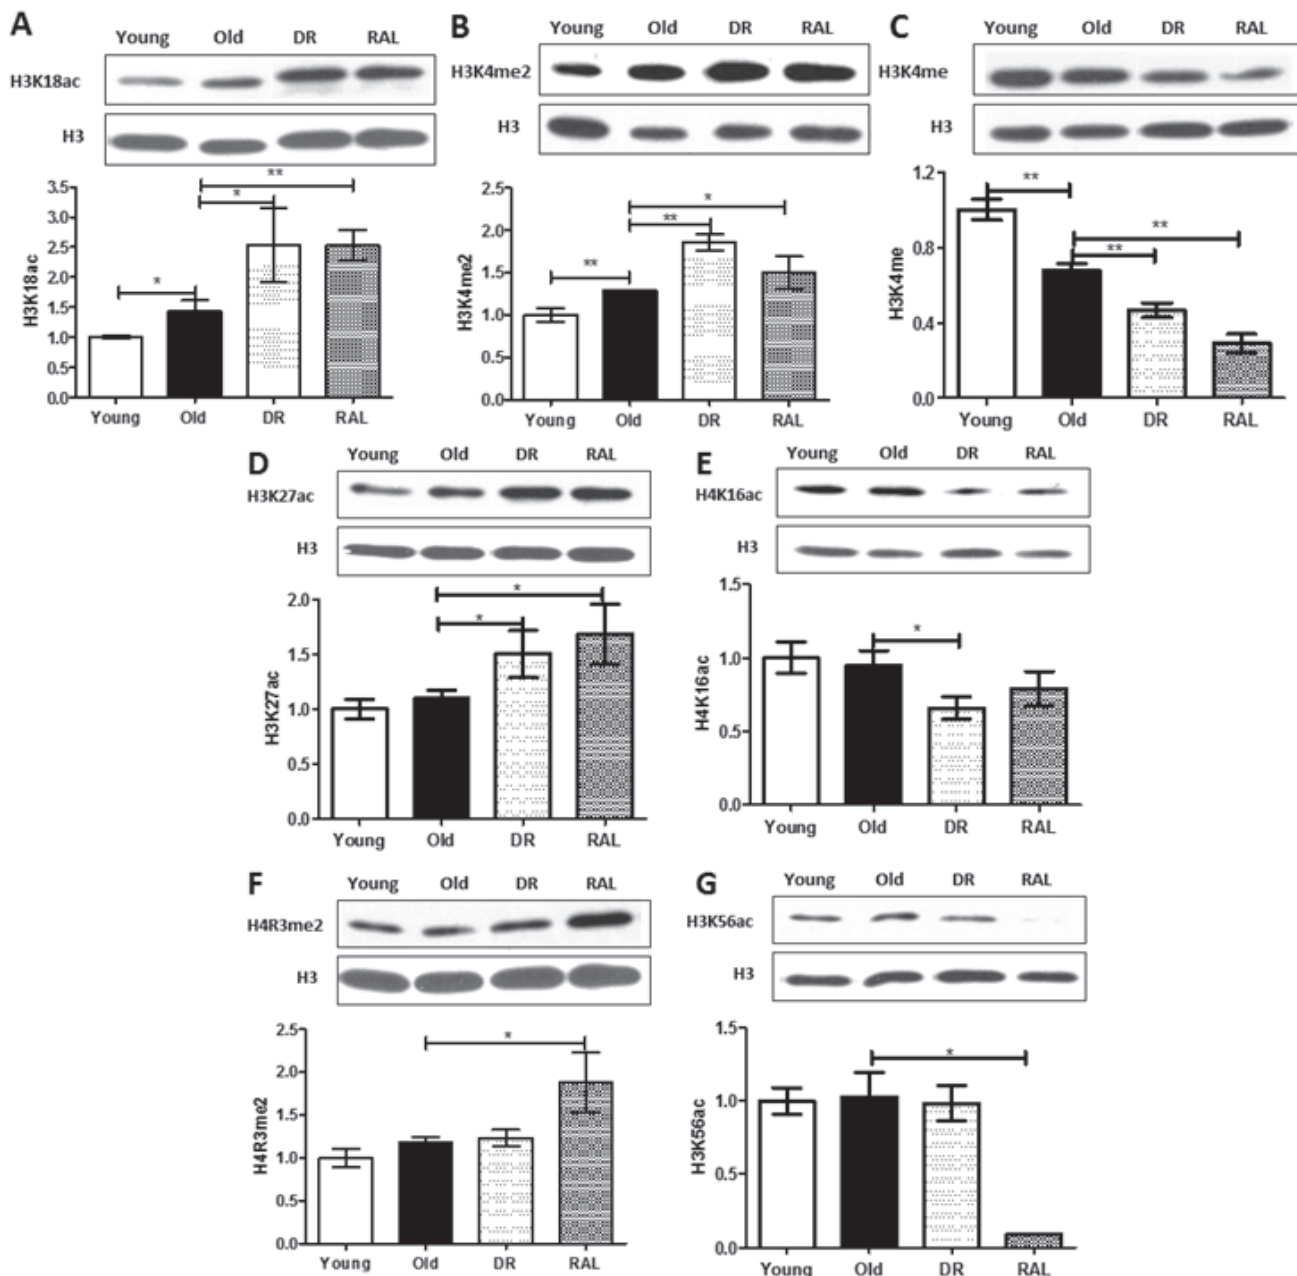 A
Young Old DR RAL
H3K18ac
H3
**
*
*
3.5
3.0
2.5
2.0
1.5
1.0
0.5
0.0
H3K18ac
Young Old DR RAL
B
Young Old DR RAL
H3K4me2
H3
*
**
**
2.5
2.0
1.5
1.0
0.5
0.0
H3K4me2
Young Old DR RAL
C
Young Old DR RAL
H3K4me
H3
**
**
**
1.2
0.8
0.4
0.0
H3K4me
Young Old DR RAL
D
Young Old DR RAL
H3K27ac
H3
*
*
2.0
1.5
1.0
0.5
0.0
H3K27ac
Young Old DR RAL
E
Young Old DR RAL
H4K16ac
H3
*
1.5
1.0
0.5
0.0
H4K16ac
Young Old DR RAL
F
Young Old DR RAL
H4R3me2
H3
*
2.5
2.0
1.5
1.0
0.5
0.0
H4R3me2
Young Old DR RAL
G
Young Old DR RAL
H3K56ac
H3
*
1.5
1.0
0.5
0.0
H3K56ac
Young Old DR RAL